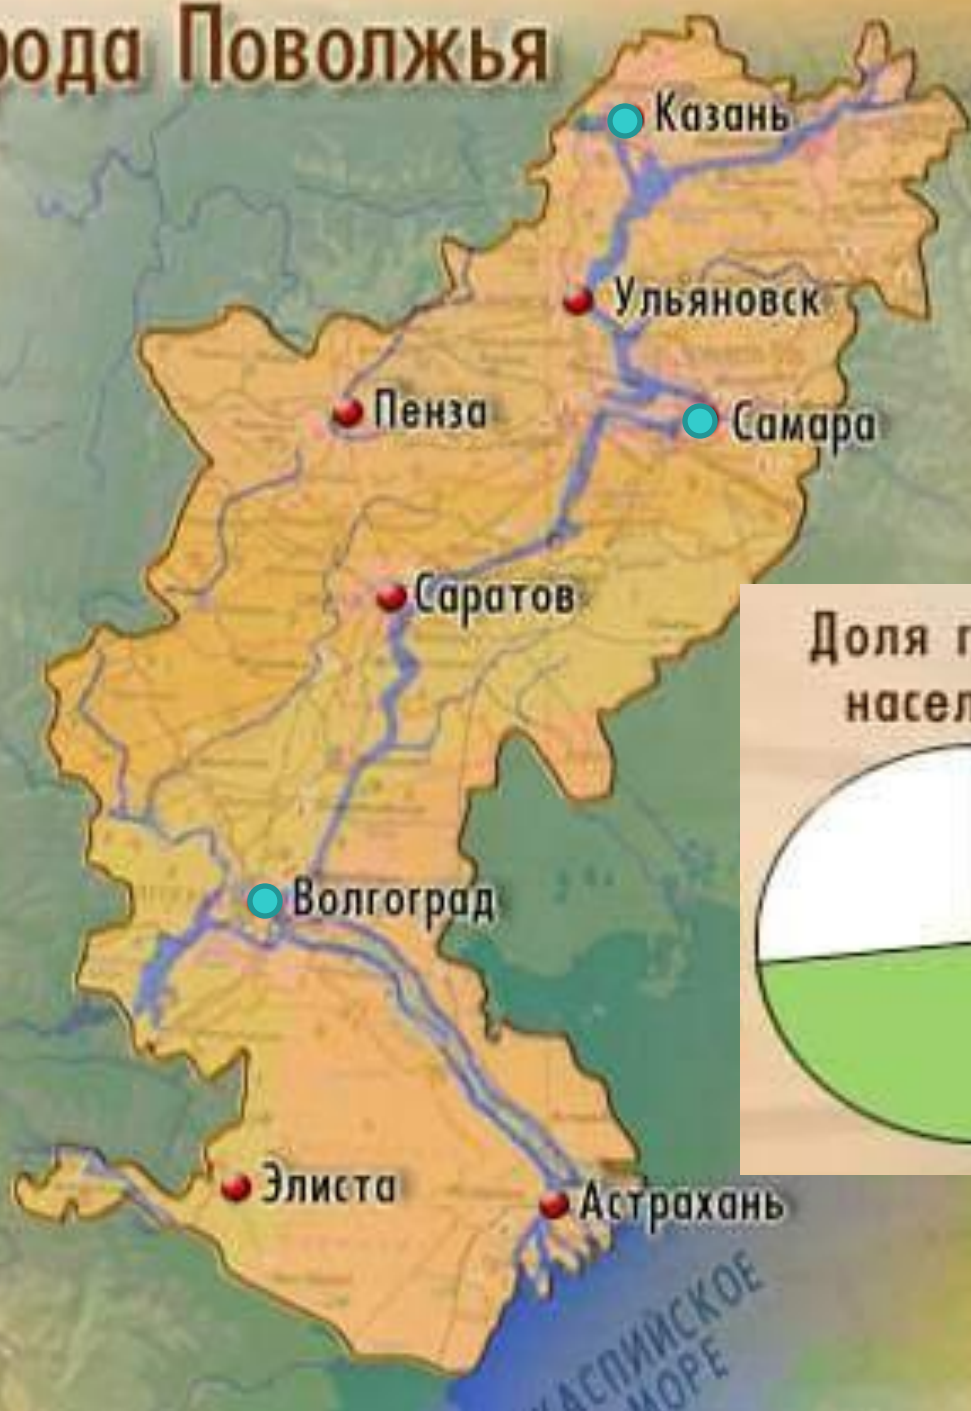 рода Поволжья
Казань
Ульяновск
Пенза
Самара
Саратов
Доля
насел
Волгоград
Элиста
Астрахань
КАСПИЙСКОЕ
МОРЕ